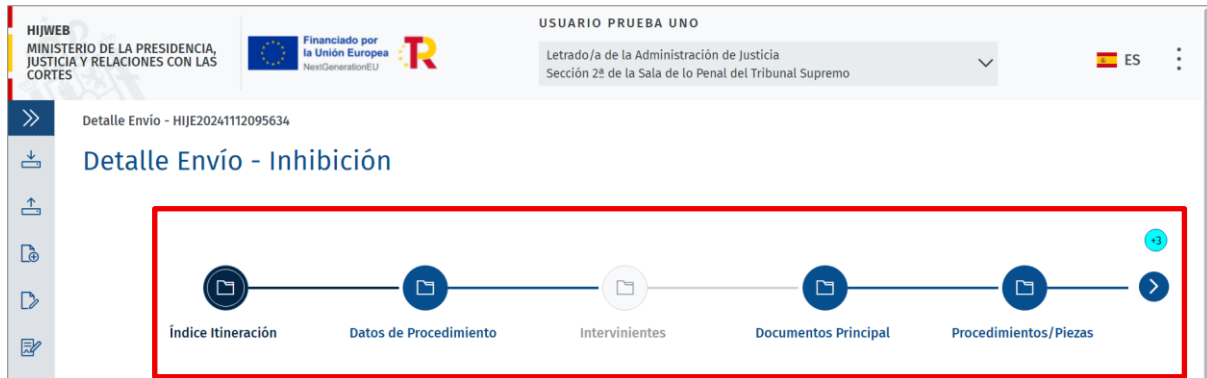 HIJWEB
MINISTERIO DE LA PRESIDENCIA,
JUSTICIA Y RELACIONES CON LAS
CORTES
Financiado por
la Unión Europea
NextGenerationEU
USUARIO PRUEBA UNO
Letrado/a de la Administración de Justicia
Sección 2ª de la Sala de lo Penal del Tribunal Supremo
ES
Detalle Envío - HIJE20241112095634
Detalle Envío - Inhibición
+3
Índice Itineración
Datos de Procedimiento
Intervinientes
Documentos Principal
Procedimientos/Piezas